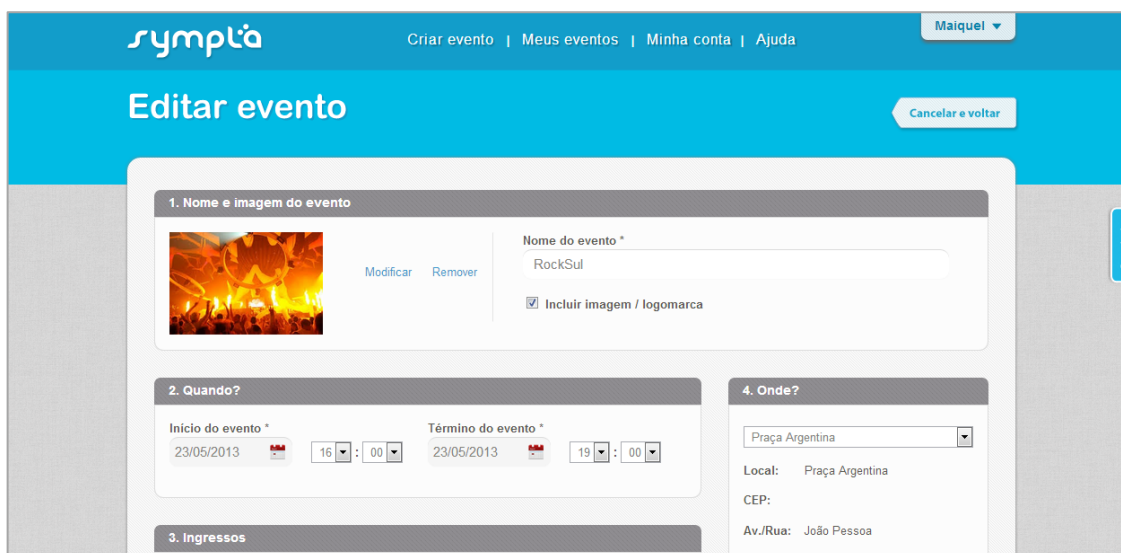 sympla
Criar evento | Meus eventos | Minha conta | Ajuda
Maiquel
Editar evento
Cancelar e voltar
1. Nome e imagem do evento
Modificar Remover
Nome do evento *
RockSul
Incluir imagem / logomarca
2. Quando?
Início do evento *
23/05/2013 16 : 00
Término do evento *
23/05/2013 19 : 00
3. Ingressos
4. Onde?
Praça Argentina
Local: Praça Argentina
CEP:
Av./Rua: João Pessoa